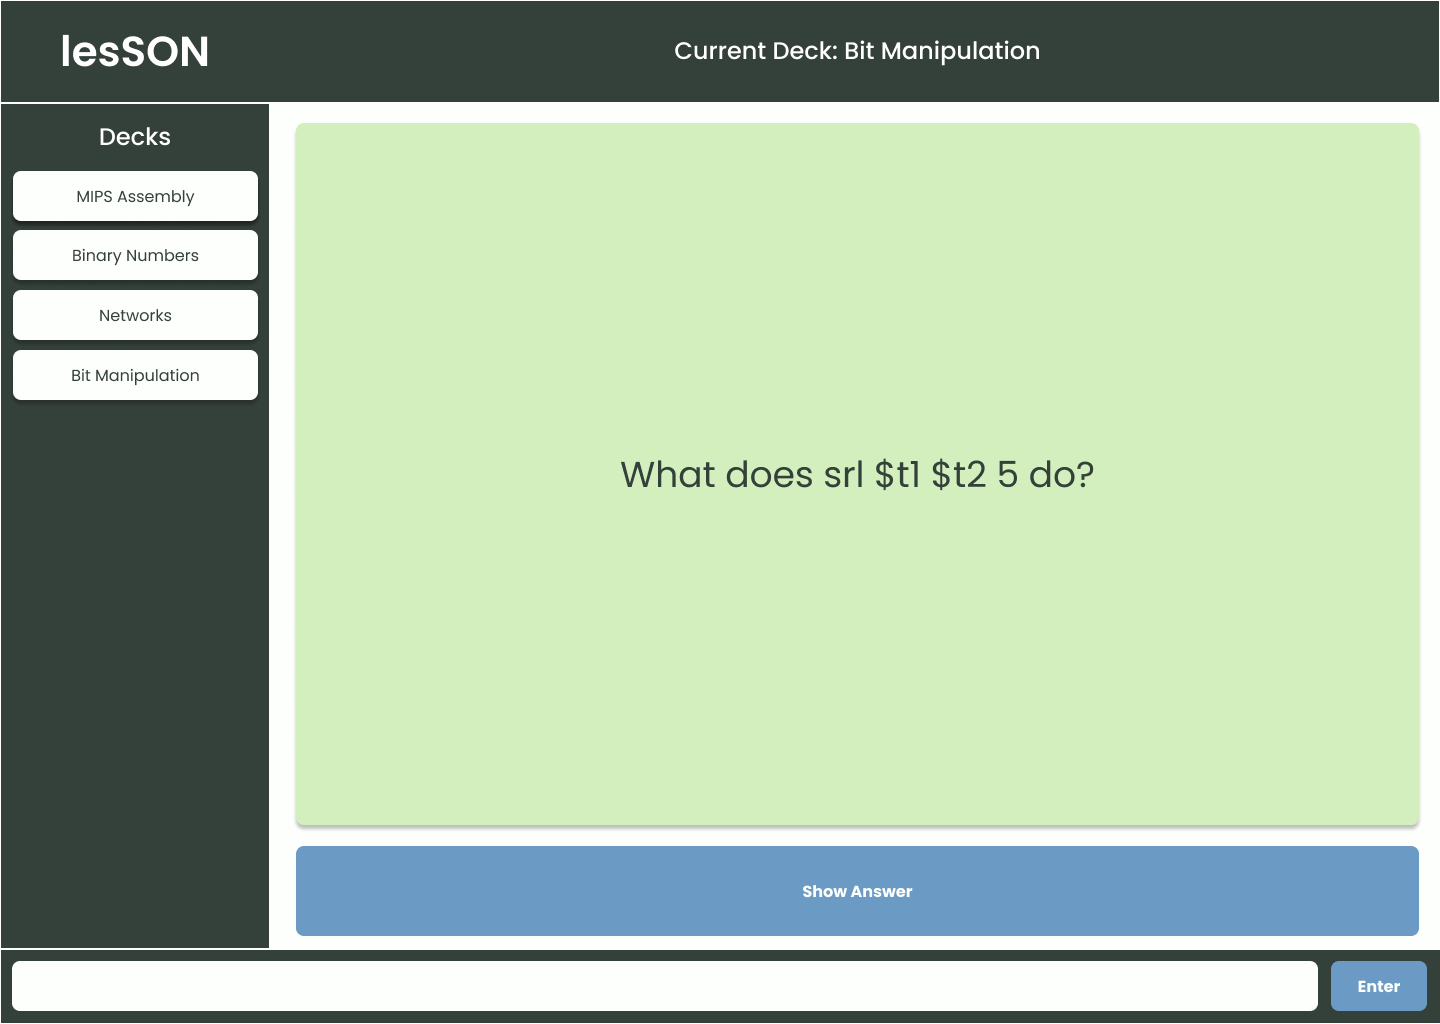 lesSON
Current Deck: Bit Manipulation
Decks
MIPS Assembly
Binary Numbers
Networks
Bit Manipulation
What does srl $t1 $t2 5 do?
Show Answer
Enter